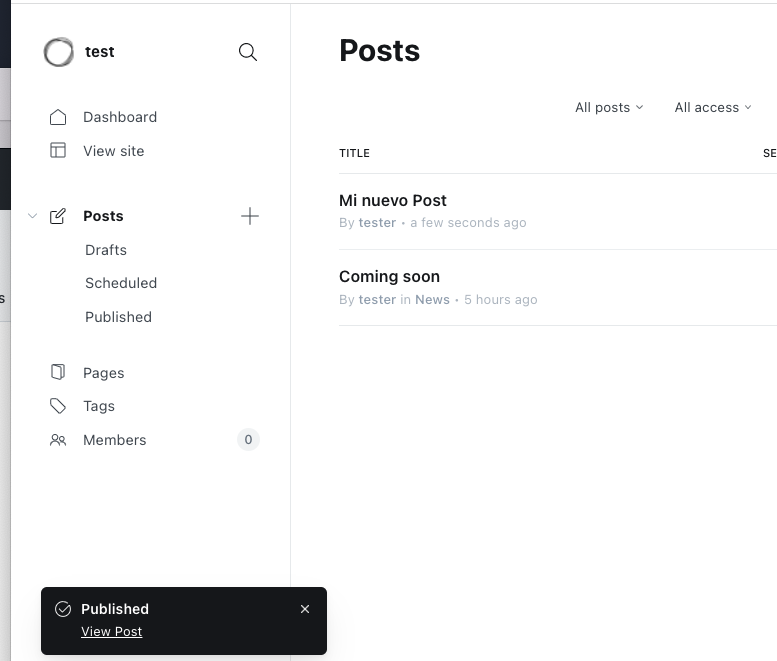 test
Dashboard
View site
Posts
Drafts
Scheduled
Published
Pages
Tags
Members 0
Posts
All posts All access
TITLE SE
Mi nuevo Post
By tester • a few seconds ago
Coming soon
By tester in News • 5 hours ago
Published
View Post
s